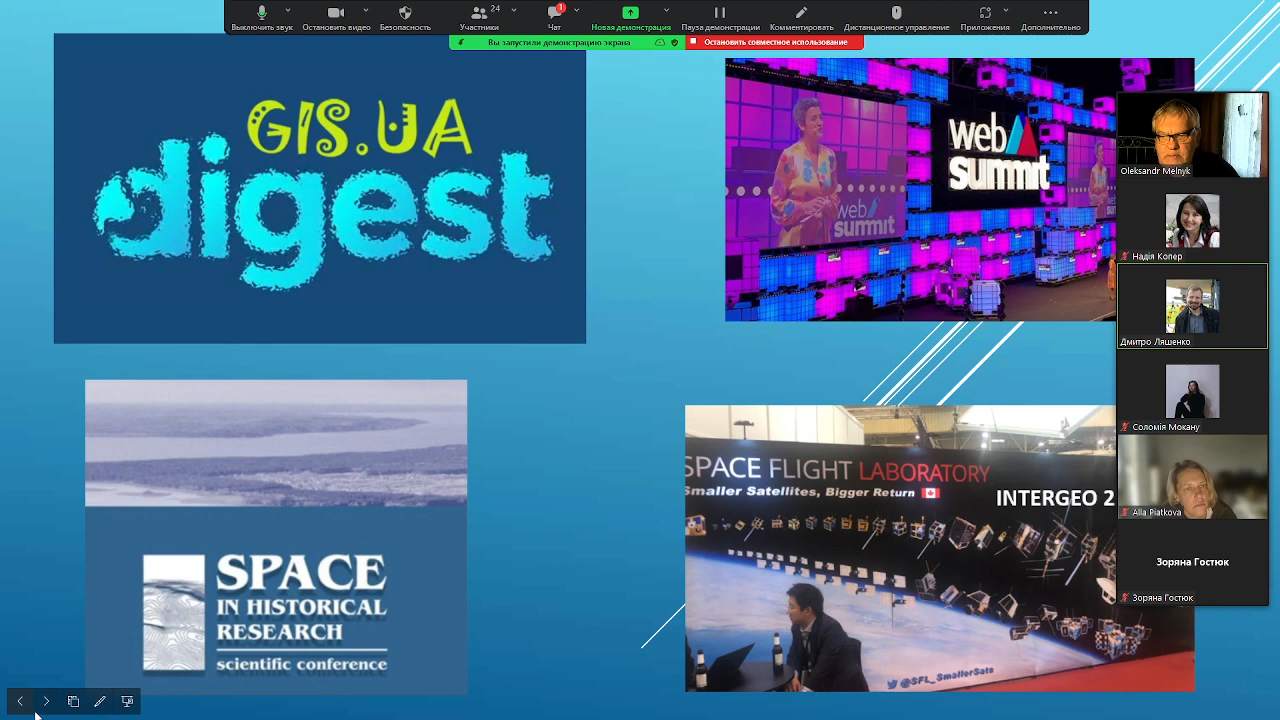 24
1
Выключить звук
Остановить видео
Безопасность
Участники
Чат
Новая демонстрация
Пауза демонстрации
Комментировать
Дистанционное управление
Приложения
Дополнительно
Вы запустили демонстрацию экрана
Остановить совместное использование
GIS.UA
digest
web
summit
web
summit
SPACE
IN HISTORICAL
RESEARCH
scientific conference
SPACE FLIGHT LABORATORY
Smaller Satellites, Bigger Return
INTERGEO 2
@SFL_SmallerSats
Oleksandr Melnyk
Надія Копер
Дмитро Ляшенко
Соломія Мокану
Alla Piatkova
Зоряна Гостюк
Зоряна Гостюк